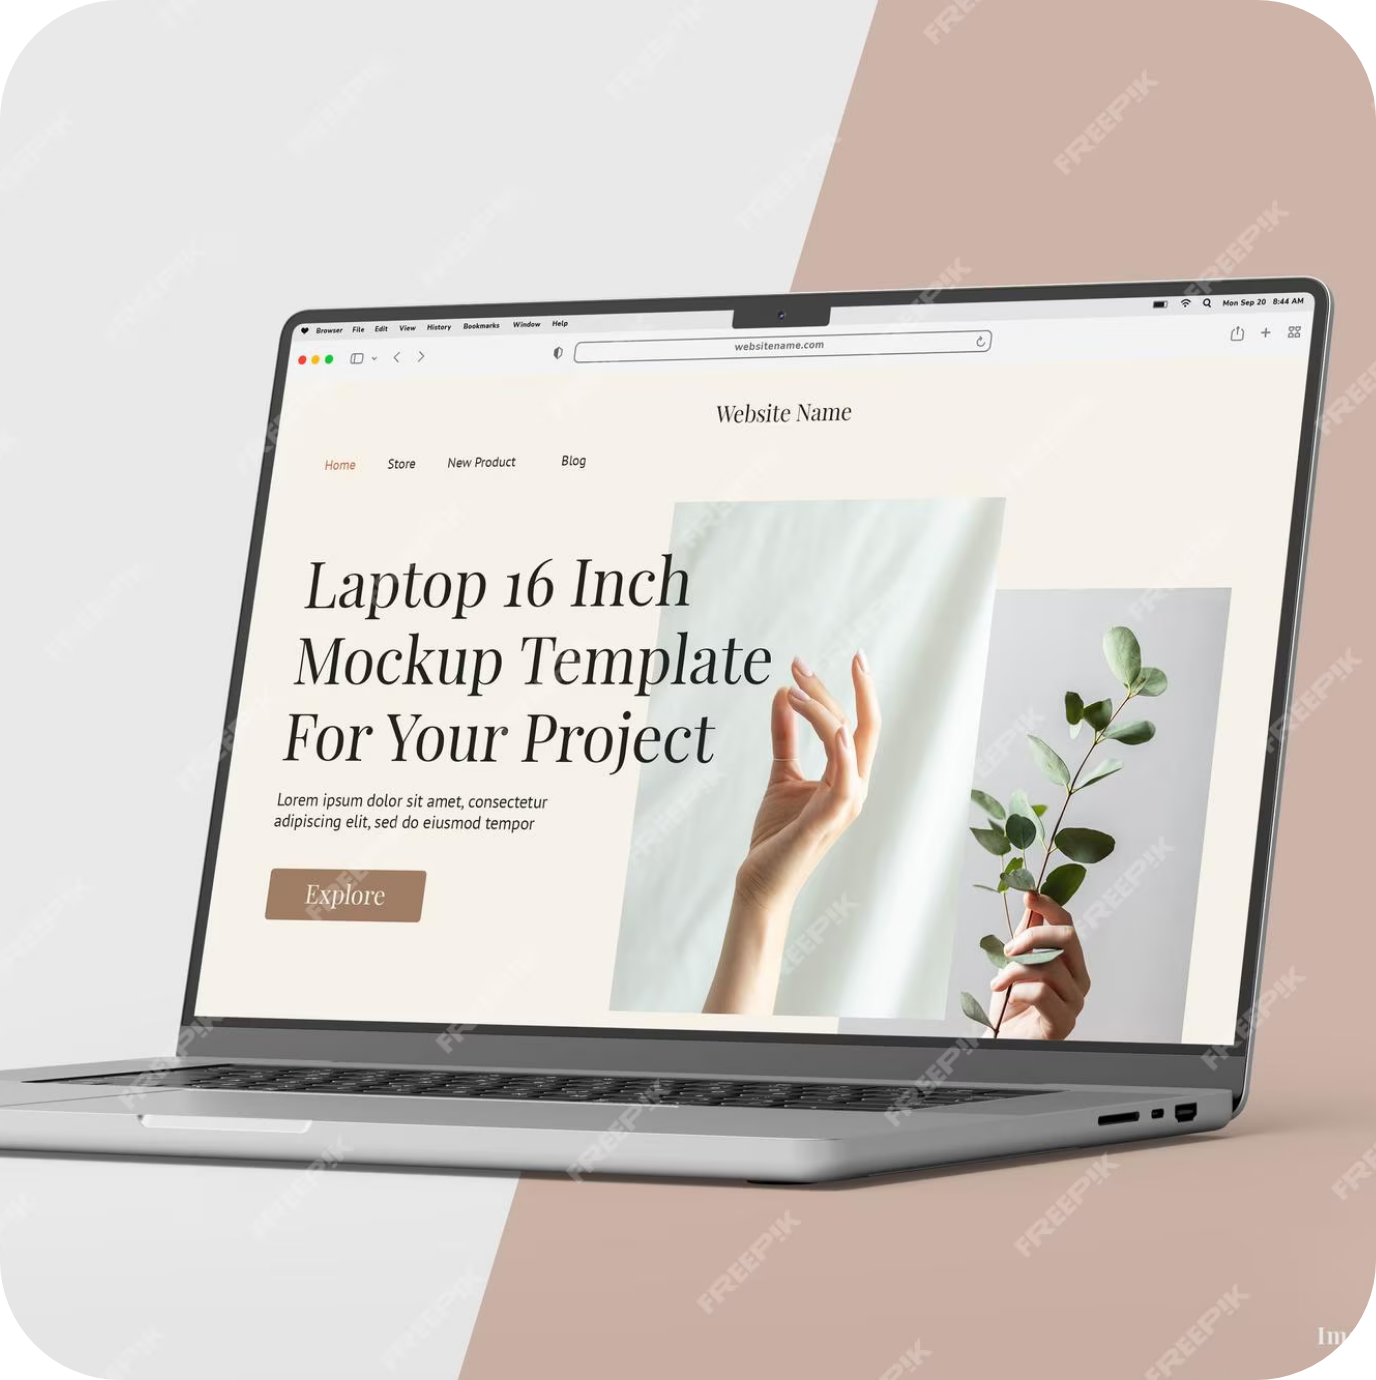 Browser File Edit View History Bookmarks Window Help
Mon Sep 20 8:44 AM
websitename.com
Website Name
Home Store New Product Blog
Laptop 16 Inch
Mockup Template
For Your Project
Lorem ipsum dolor sit amet, consectetur
adipiscing elit, sed do eiusmod tempor
Explore
FREEPIK